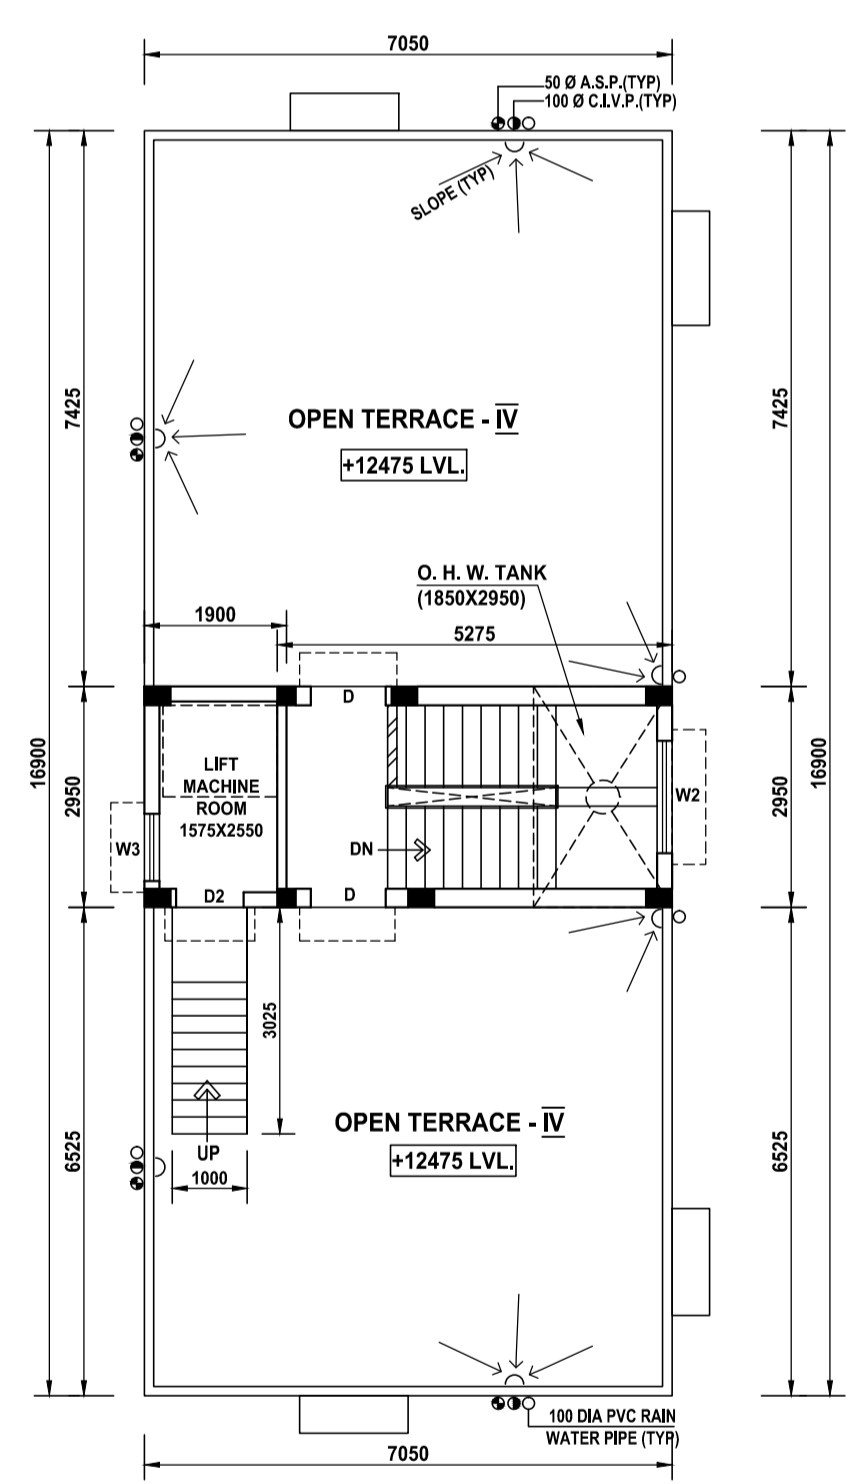 7050
50 Ø A.S.P.(TYP)
100 Ø C.I.V.P.(TYP)
SLOPE (TYP)
7425
7425
OPEN TERRACE - IV
+12475 LVL.
O. H. W. TANK
(1850X2950)
1900
5275
D
16900
2950
LIFT
MACHINE
ROOM
1575X2550
W3
DN
W2
2950
16900
D2
D
3025
OPEN TERRACE - IV
+12475 LVL.
6525
6525
UP
1000
100 DIA PVC RAIN
WATER PIPE (TYP)
7050